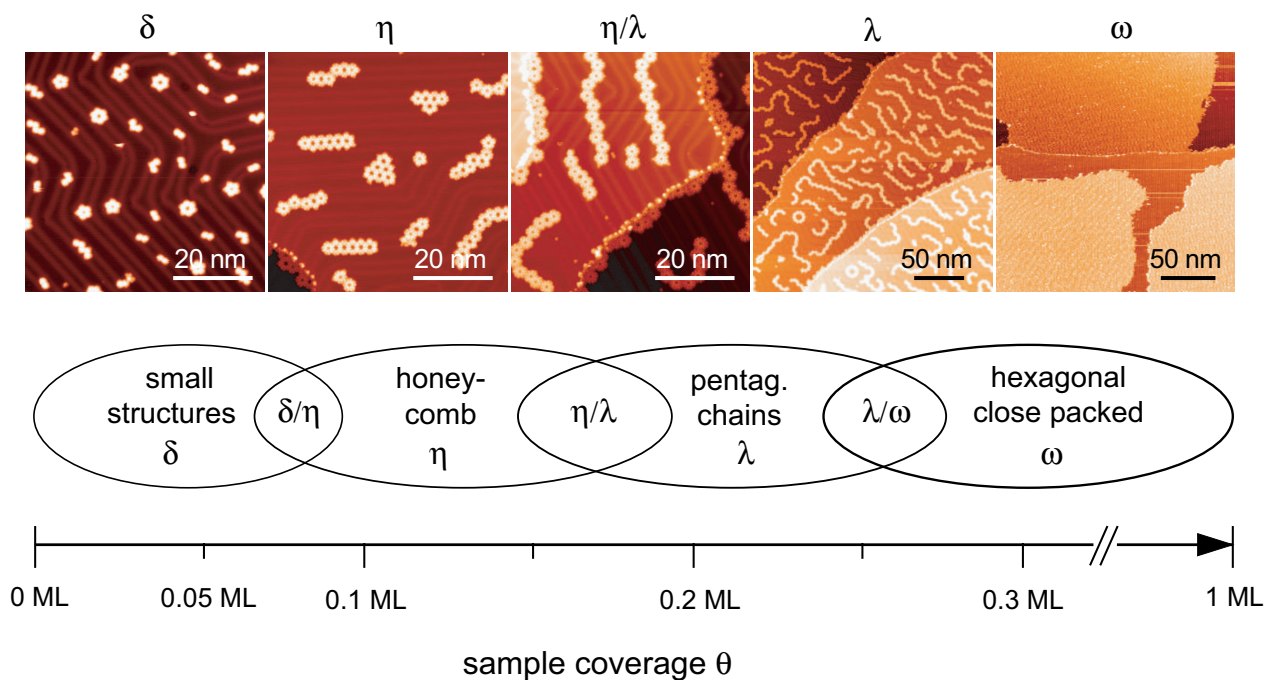 δ η η/λ λ ω
20 nm 20 nm 20 nm 50 nm 50 nm
small
structures
δ
δ/η
honey-
comb
η
η/λ
pentag.
chains
λ
λ/ω
hexagonal
close packed
ω
0 ML 0.05 ML 0.1 ML 0.2 ML 0.3 ML 1 ML
sample coverage θ